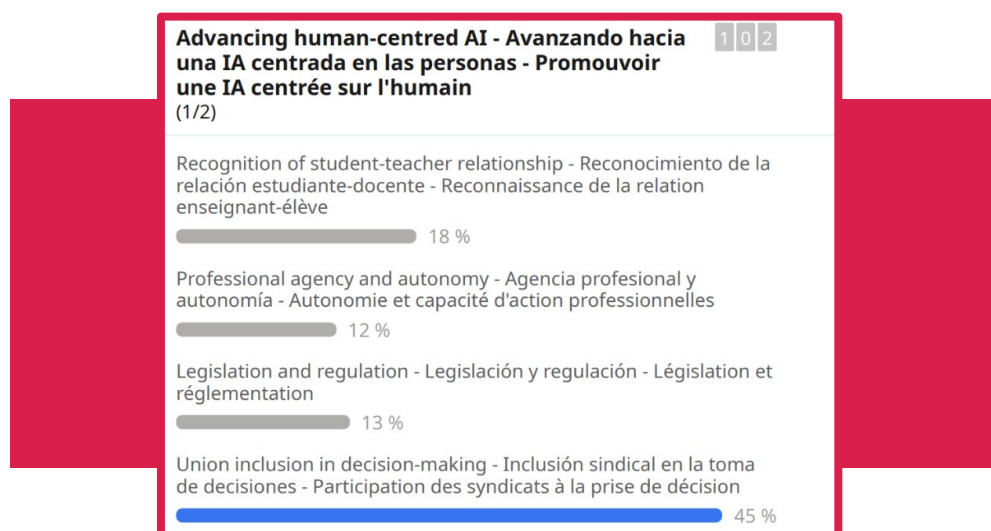 Advancing human-centred AI - Avanzando hacia
una IA centrada en las personas - Promouvoir
une IA centrée sur l'humain
(1/2)
102
Recognition of student-teacher relationship - Reconocimiento de la
relación estudiante-docente - Reconnaissance de la relation
enseignant-élève
18 %
Professional agency and autonomy - Agencia profesional y
autonomía - Autonomie et capacité d'action professionnelles
12 %
Legislation and regulation - Legislación y regulación - Législation et
réglementation
13 %
Union inclusion in decision-making - Inclusión sindical en la toma
de decisiones - Participation des syndicats à la prise de décision
45 %